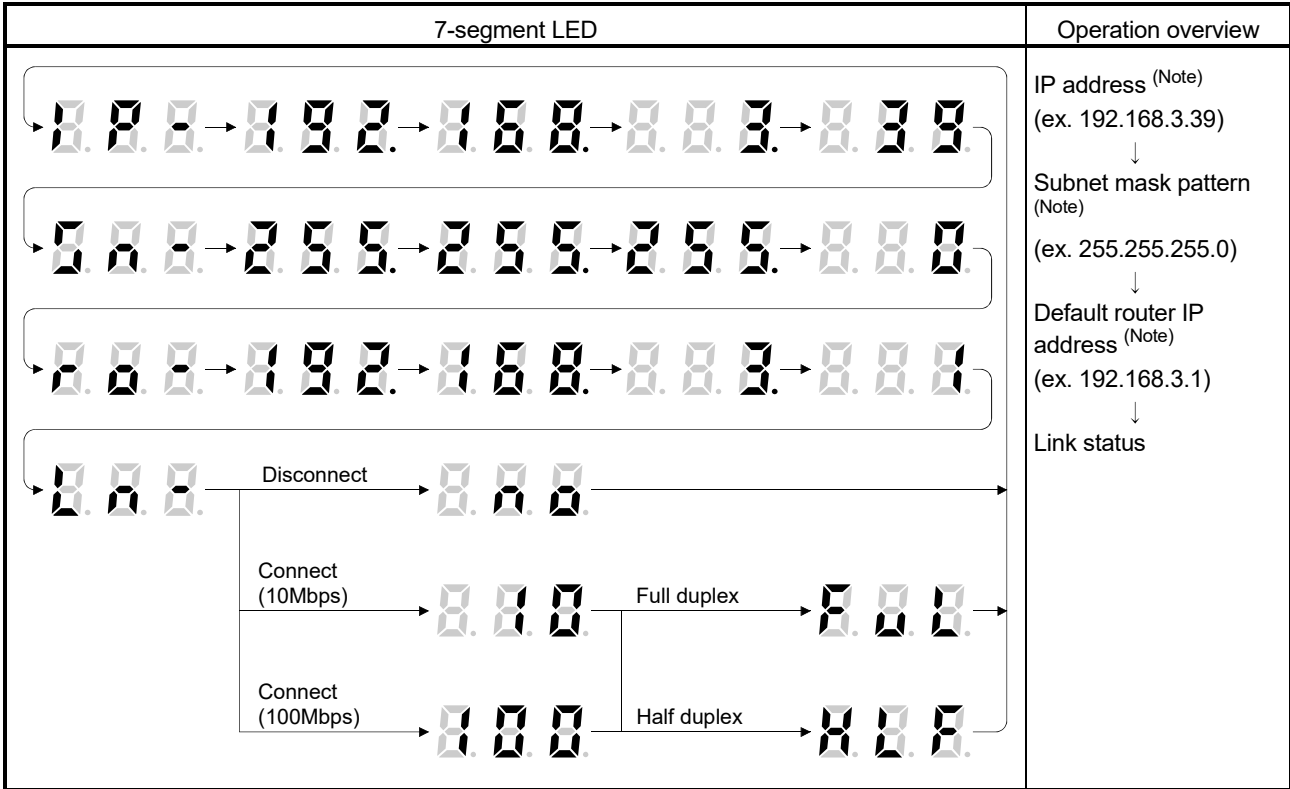 7-segment LED
Operation overview
IP- 192. 168. 3. 39
IP address (Note)
(ex. 192.168.3.39)
↓
Sn- 255. 255. 255. 0
Subnet mask pattern
(Note)
(ex. 255.255.255.0)
↓
ro- 192. 168. 3. 1
Default router IP
address (Note)
(ex. 192.168.3.1)
↓
Link status
Ln- Disconnect no
Connect
(10Mbps) 10 Full duplex FuL
Connect
(100Mbps) 100 Half duplex HLF